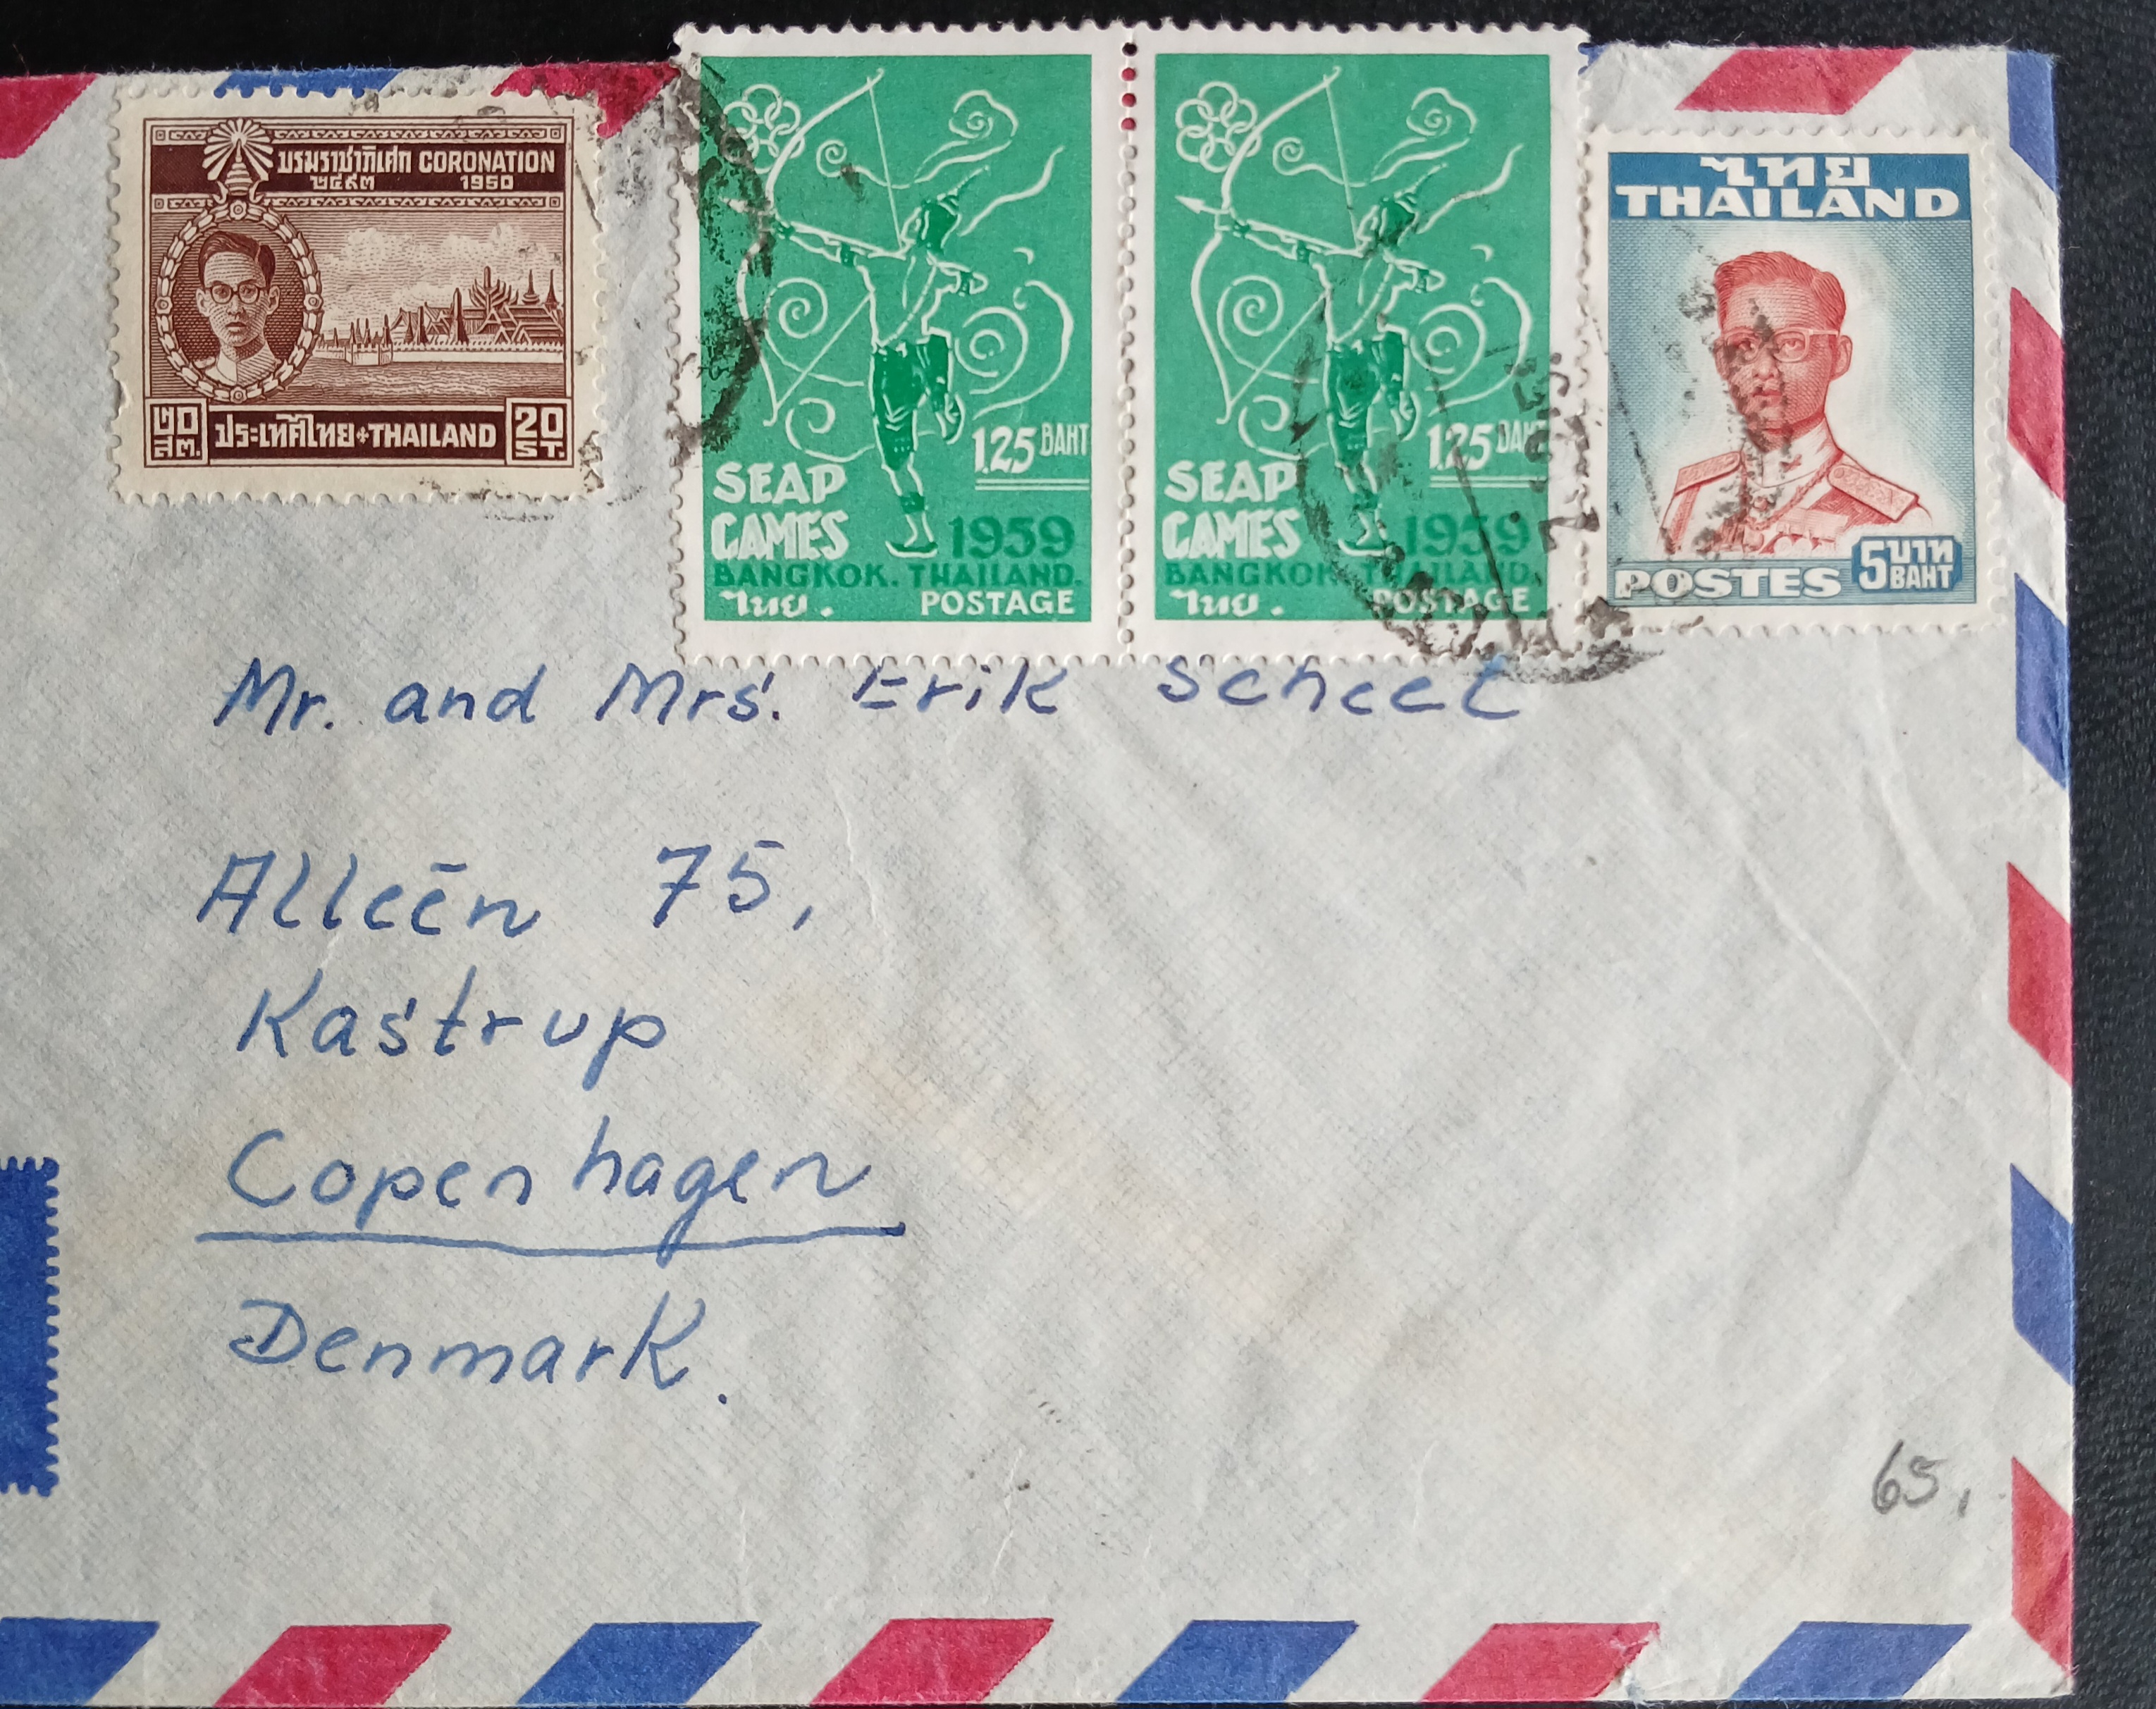 บรมราชาภิเศก CORONATION
๒๔๙๓ 1950
๒๐ สต. ประเทศไทย THAILAND 20 ST.
SEAP GAMES
1.25 BAHT
1959
BANGKOK. THAILAND.
ไทย. POSTAGE
SEAP GAMES
1.25 BAHT
1959
BANGKOK. THAILAND.
ไทย. POSTAGE
ไทย
THAILAND
POSTES 5 บาท BAHT
Mr. and Mrs. Erik Scheel
Alleēn 75,
Kastrup
Copenhagen
Denmark.
65,